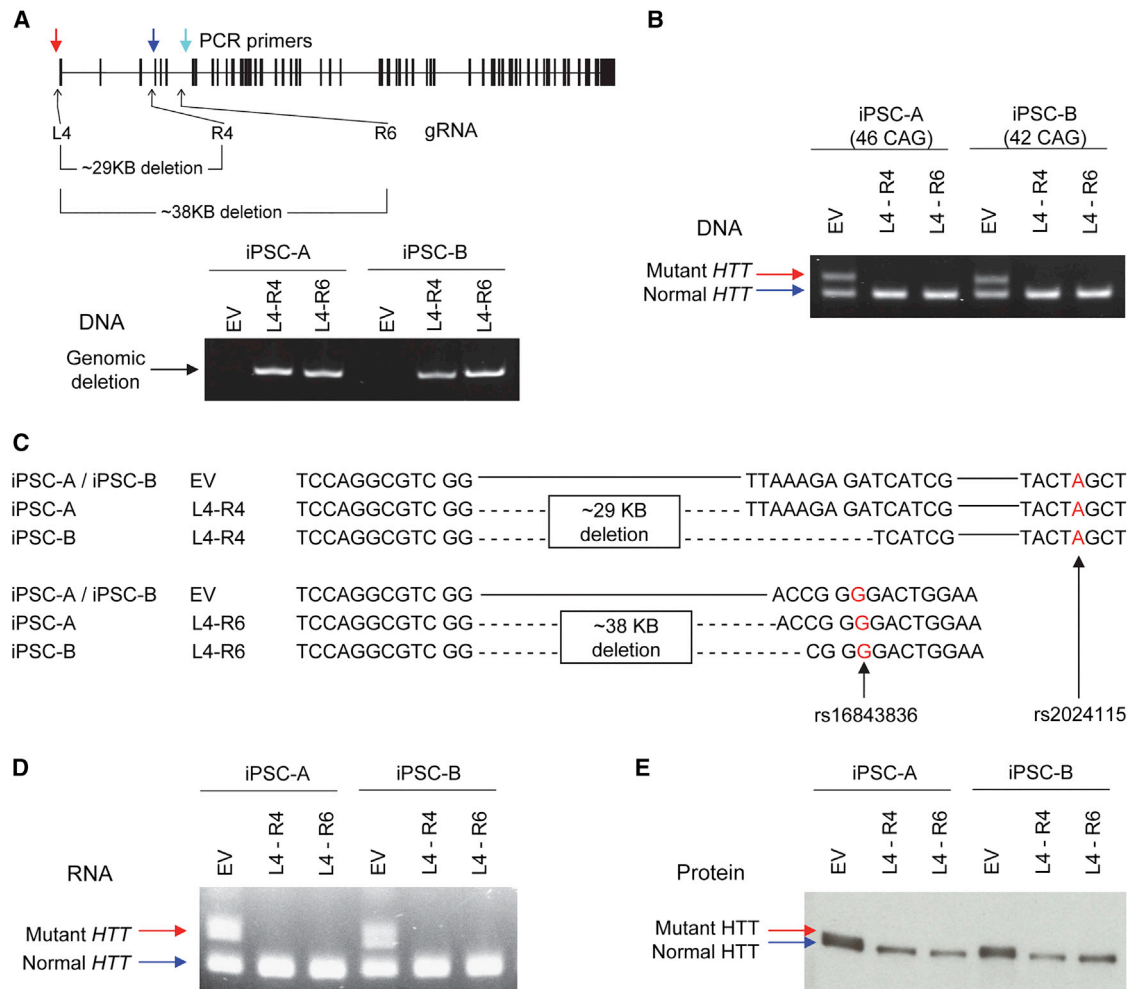 A
PCR primers
L4 R4 R6 gRNA
~29KB deletion
~38KB deletion
iPSC-A iPSC-B
EV L4-R4 L4-R6 EV L4-R4 L4-R6
DNA
Genomic
deletion
B
iPSC-A iPSC-B
(46 CAG) (42 CAG)
EV L4 - R4 L4 - R6 EV L4 - R4 L4 - R6
DNA
Mutant HTT
Normal HTT
C
iPSC-A / iPSC-B EV TCCAGGCGTC GG TTAAAGA GATCATCG TACTAGCT
iPSC-A L4-R4 TCCAGGCGTC GG ~29 KB deletion TTAAAGA GATCATCG TACTAGCT
iPSC-B L4-R4 TCCAGGCGTC GG TCATCG TACTAGCT
iPSC-A / iPSC-B EV TCCAGGCGTC GG ACCG GGGACTGGAA
iPSC-A L4-R6 TCCAGGCGTC GG ~38 KB deletion ACCG GGGACTGGAA
iPSC-B L4-R6 TCCAGGCGTC GG CG GGGACTGGAA
rs16843836 rs2024115
D
iPSC-A iPSC-B
EV L4 - R4 L4 - R6 EV L4 - R4 L4 - R6
RNA
Mutant HTT
Normal HTT
E
iPSC-A iPSC-B
EV L4 - R4 L4 - R6 EV L4 - R4 L4 - R6
Protein
Mutant HTT
Normal HTT